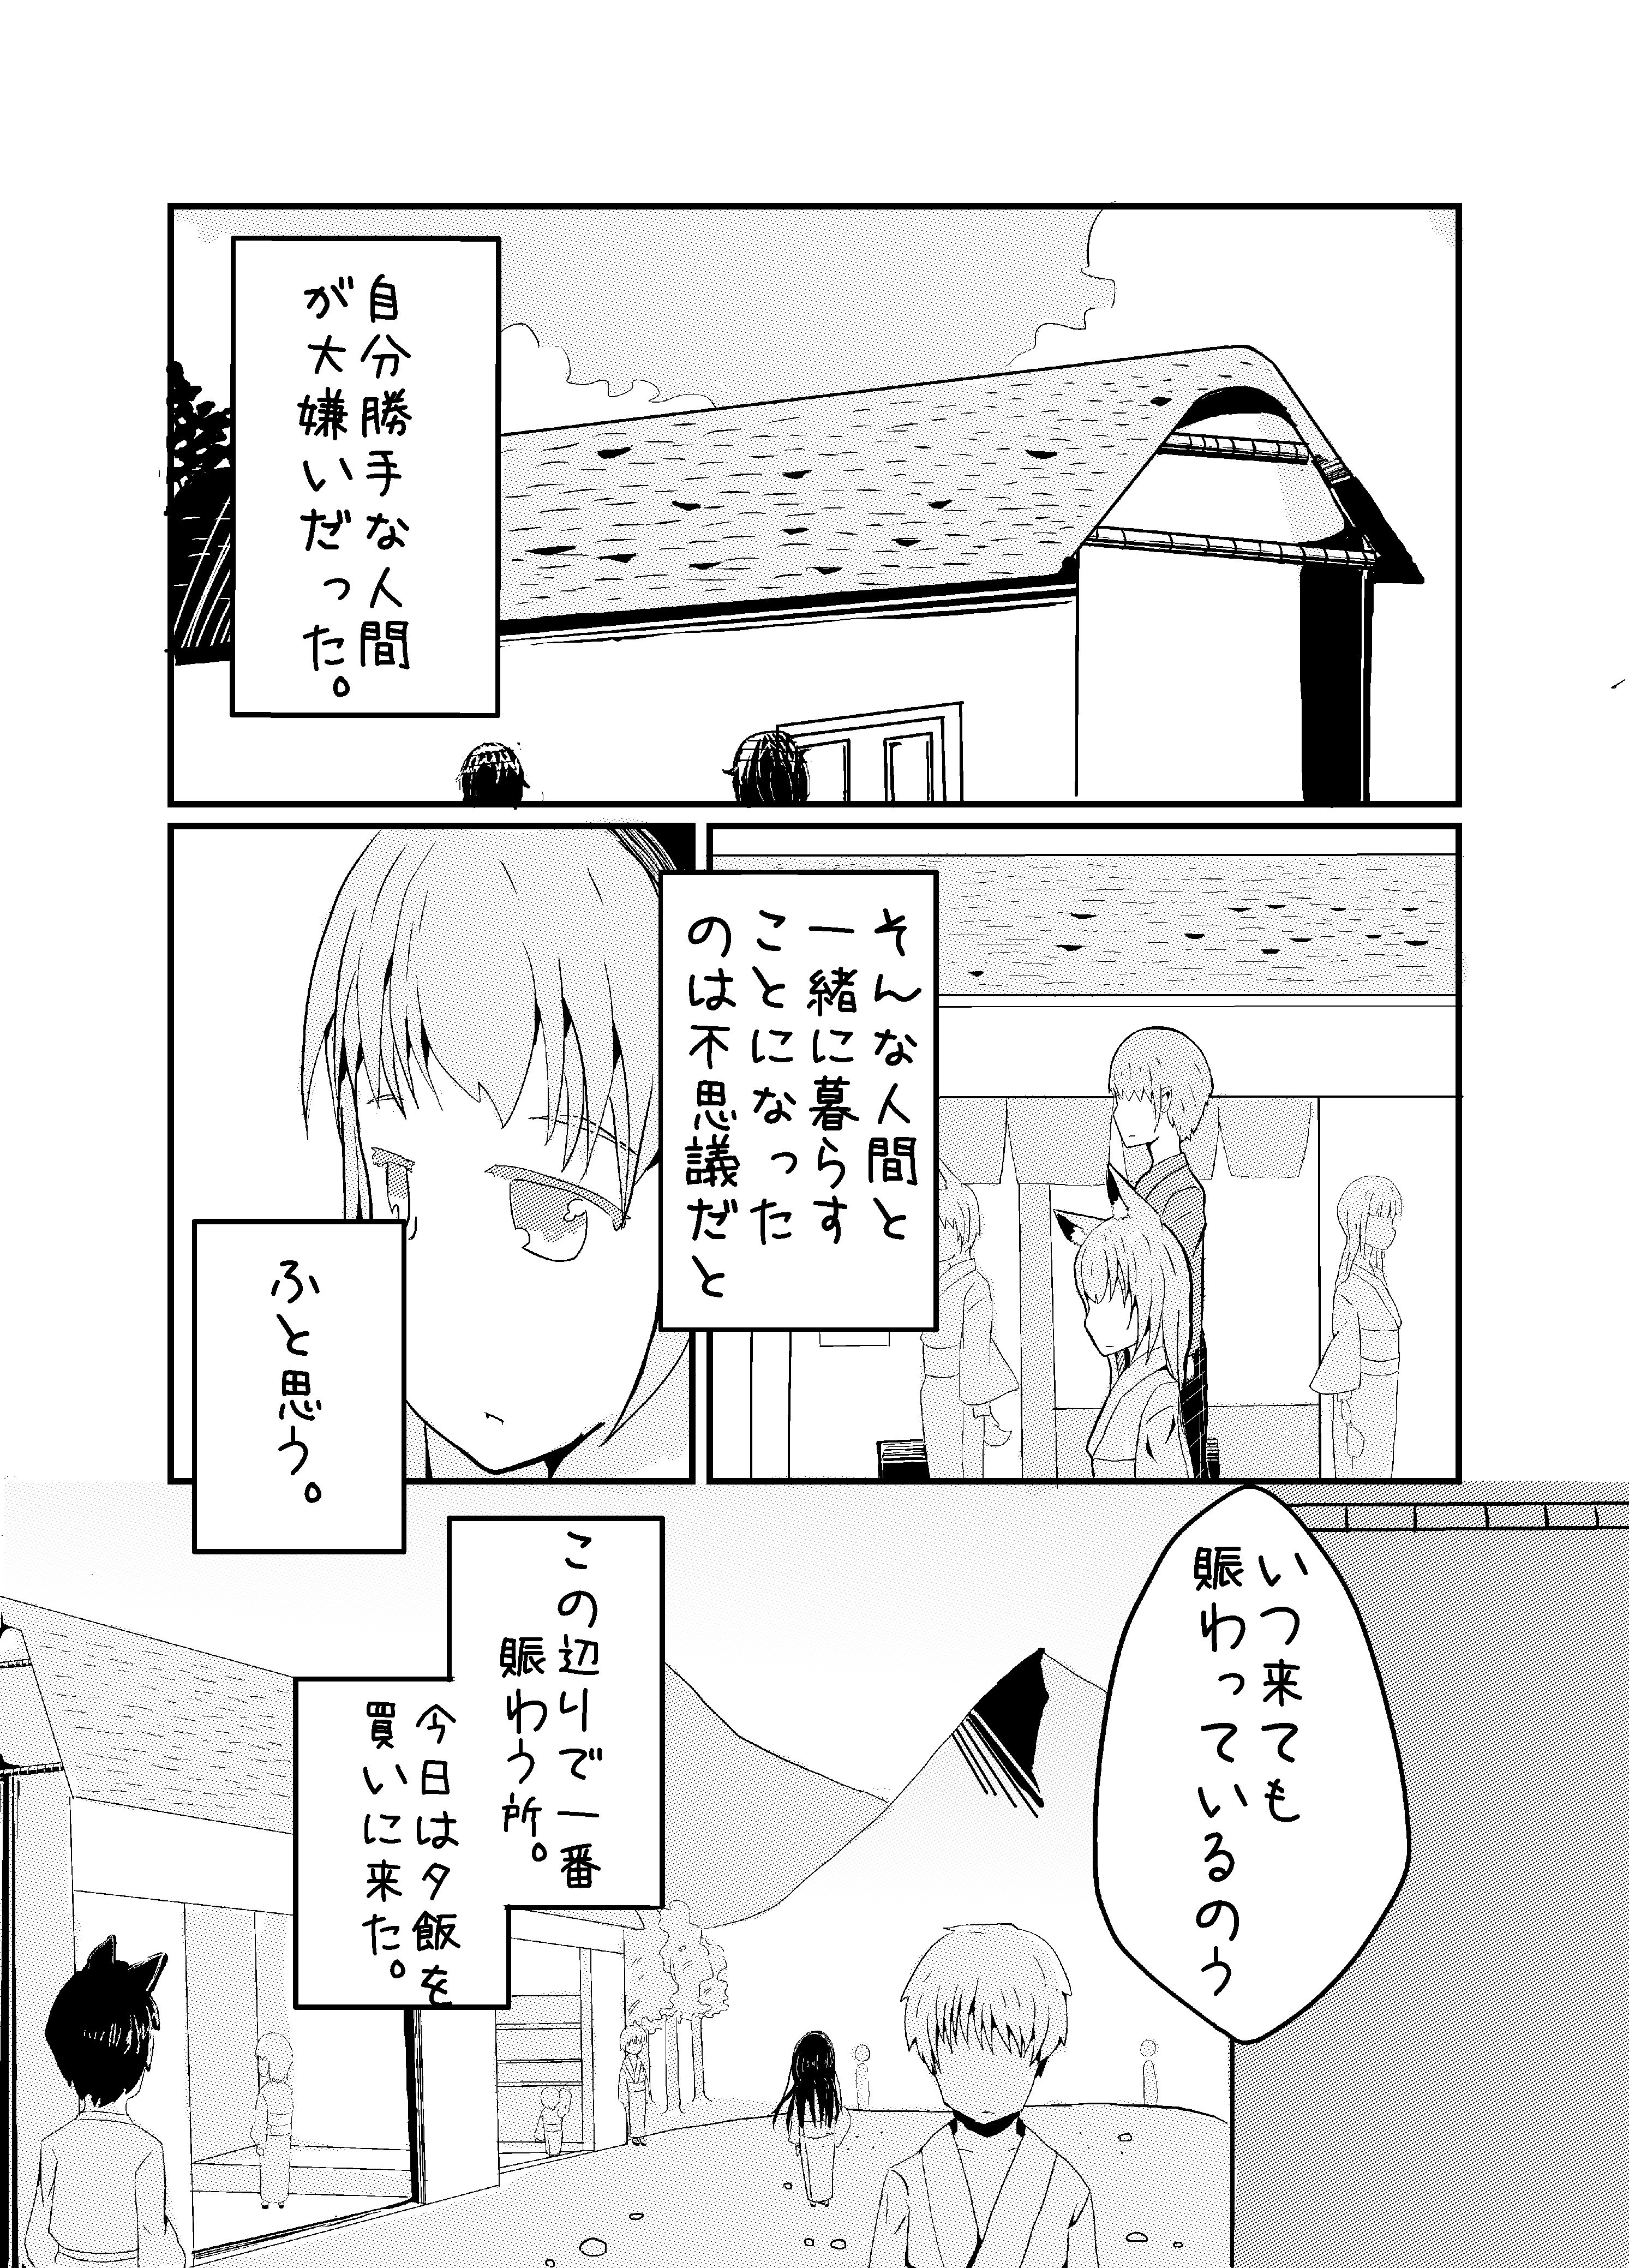 自分勝手な人間
が大嫌いだった。
そんな人間と
一緒に暮らす
ことになった
のは不思議だと
ふと思う。
いつ来ても
賑わっているのう
この辺りで一番
賑わう所。
今日は夕飯を
買いに来た。